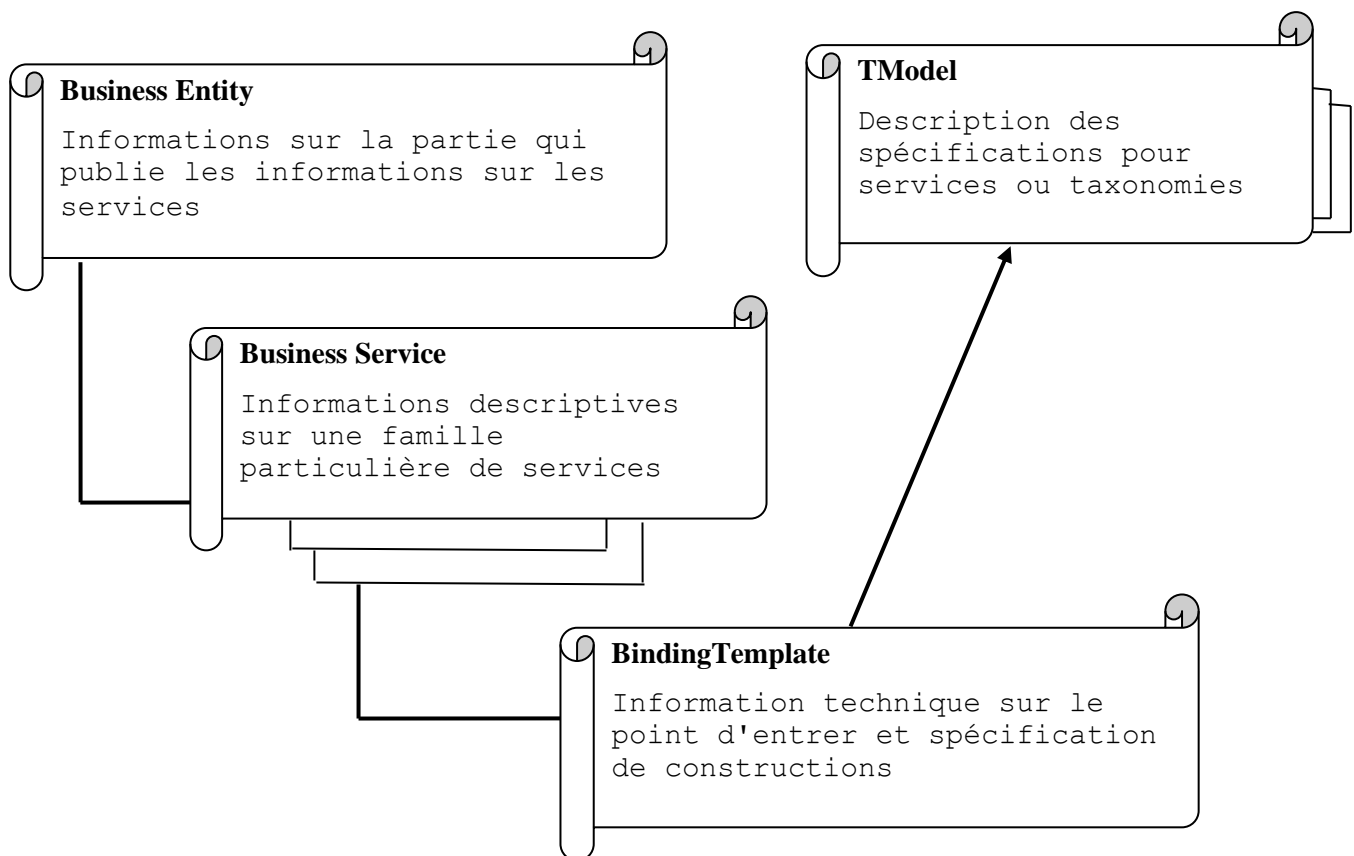 Business Entity
Informations sur la partie qui
publie les informations sur les
services
TModel
Description des
spécifications pour
services ou taxonomies
Business Service
Informations descriptives
sur une famille
particulière de services
BindingTemplate
Information technique sur le
point d'entrer et spécification
de constructions